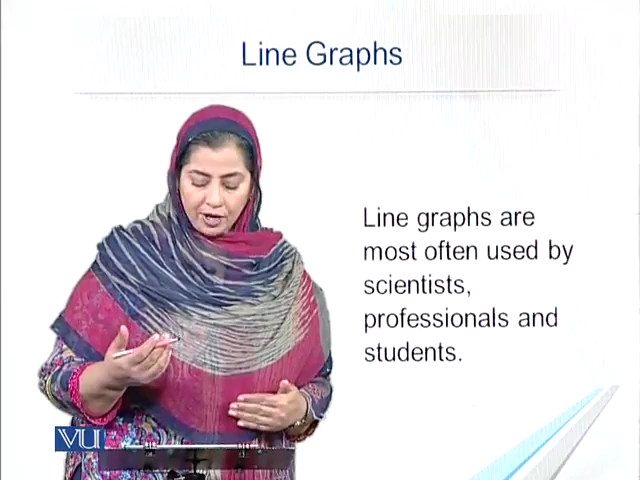 Line Graphs
Line graphs are
most often used by
scientists,
professionals and
students.
VU